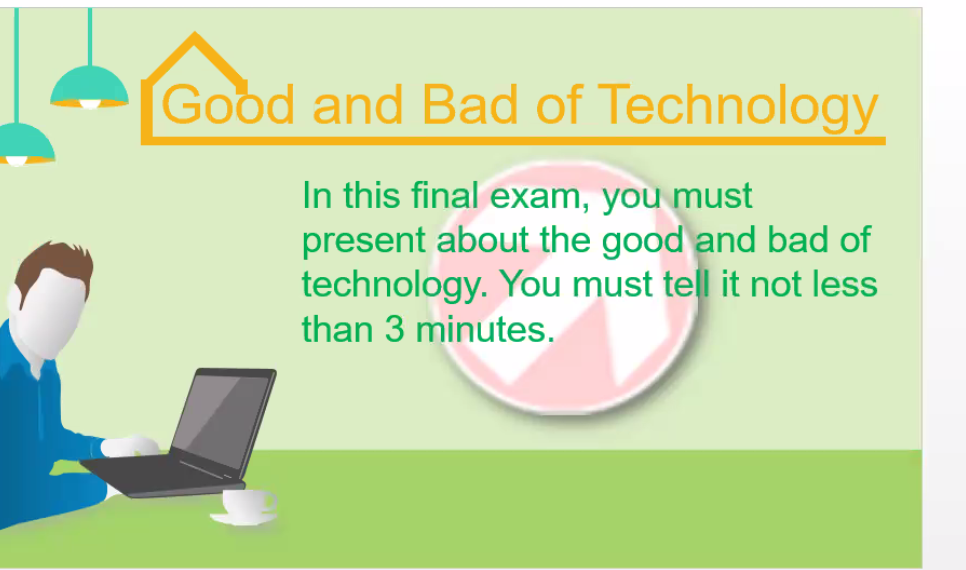 Good and Bad of Technology
In this final exam, you must
present about the good and bad of
technology. You must tell it not less
than 3 minutes.